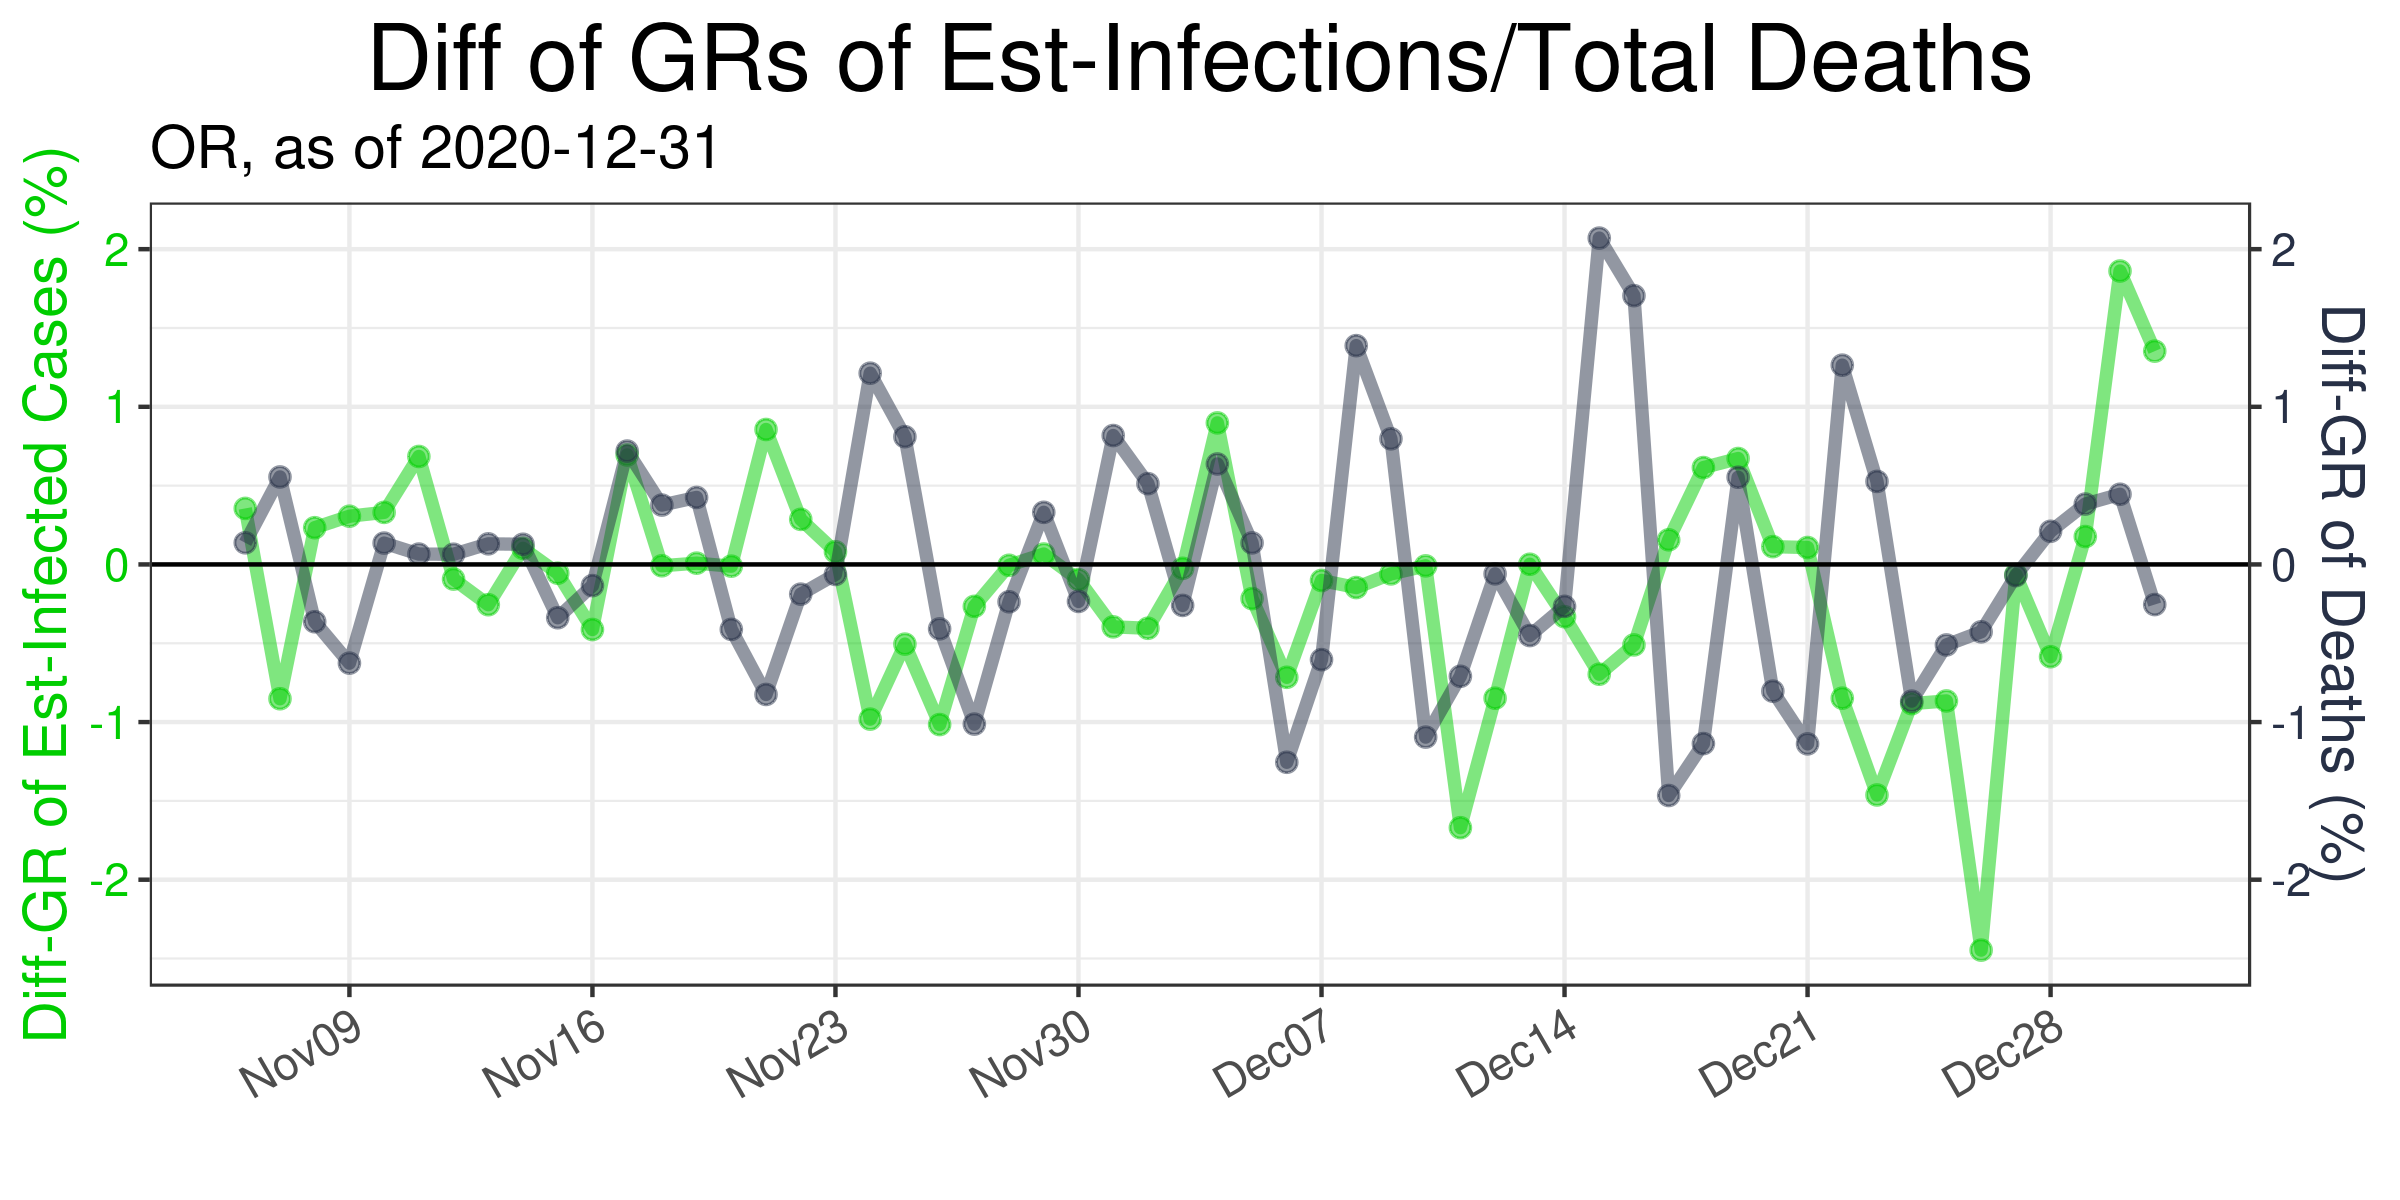 Diff of GRs of Est-Infections/Total Deaths
OR, as of 2020-12-31
Diff-GR of Est-Infected Cases (%)
2
1
0
-1
-2
2
1
0
-1
-2
Diff-GR of Deaths (%)
Nov09
Nov16
Nov23
Nov30
Dec07
Dec14
Dec21
Dec28